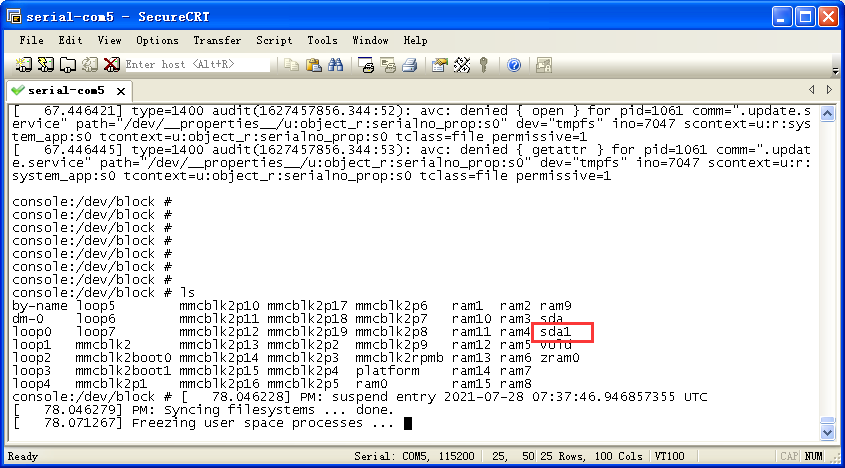 serial-com5 - SecureCRT
File Edit View Options Transfer Script Tools Window Help
Enter host <Alt+R>
serial-com5
[   67.446421] type=1400 audit(1627457856.344:52): avc: denied { open } for pid=1061 comm=".update.s
ervice" path="/dev/__properties__/u:object_r:serialno_prop:s0" dev="tmpfs" ino=7047 scontext=u:r:sys
tem_app:s0 tcontext=u:object_r:serialno_prop:s0 tclass=file permissive=1
[   67.446445] type=1400 audit(1627457856.344:53): avc: denied { getattr } for pid=1061 comm=".updat
e.service" path="/dev/__properties__/u:object_r:serialno_prop:s0" dev="tmpfs" ino=7047 scontext=u:r:
system_app:s0 tcontext=u:object_r:serialno_prop:s0 tclass=file permissive=1
console:/dev/block #
console:/dev/block #
console:/dev/block #
console:/dev/block #
console:/dev/block #
console:/dev/block #
console:/dev/block #
console:/dev/block # ls
by-name loop5 mmcblk2p10 mmcblk2p17 mmcblk2p6 ram1 ram2 ram9
dm-0 loop6 mmcblk2p11 mmcblk2p18 mmcblk2p7 ram10 ram3 sda
loop0 loop7 mmcblk2p12 mmcblk2p19 mmcblk2p8 ram11 ram4 sda1
loop1 mmcblk2 mmcblk2p13 mmcblk2p2 mmcblk2p9 ram12 ram5 vold
loop2 mmcblk2boot0 mmcblk2p14 mmcblk2p3 mmcblk2rpmb ram13 ram6 zram0
loop3 mmcblk2boot1 mmcblk2p15 mmcblk2p4 platform ram14 ram7
loop4 mmcblk2p1 mmcblk2p16 mmcblk2p5 ram0 ram15 ram8
console:/dev/block # [   78.046228] PM: suspend entry 2021-07-28 07:37:46.946857355 UTC
[   78.046279] PM: Syncing filesystems ... done.
[   78.071267] Freezing user space processes ...
Ready Serial: COM5, 115200 25, 50 25 Rows, 100 Cols VT100 CAP NUM